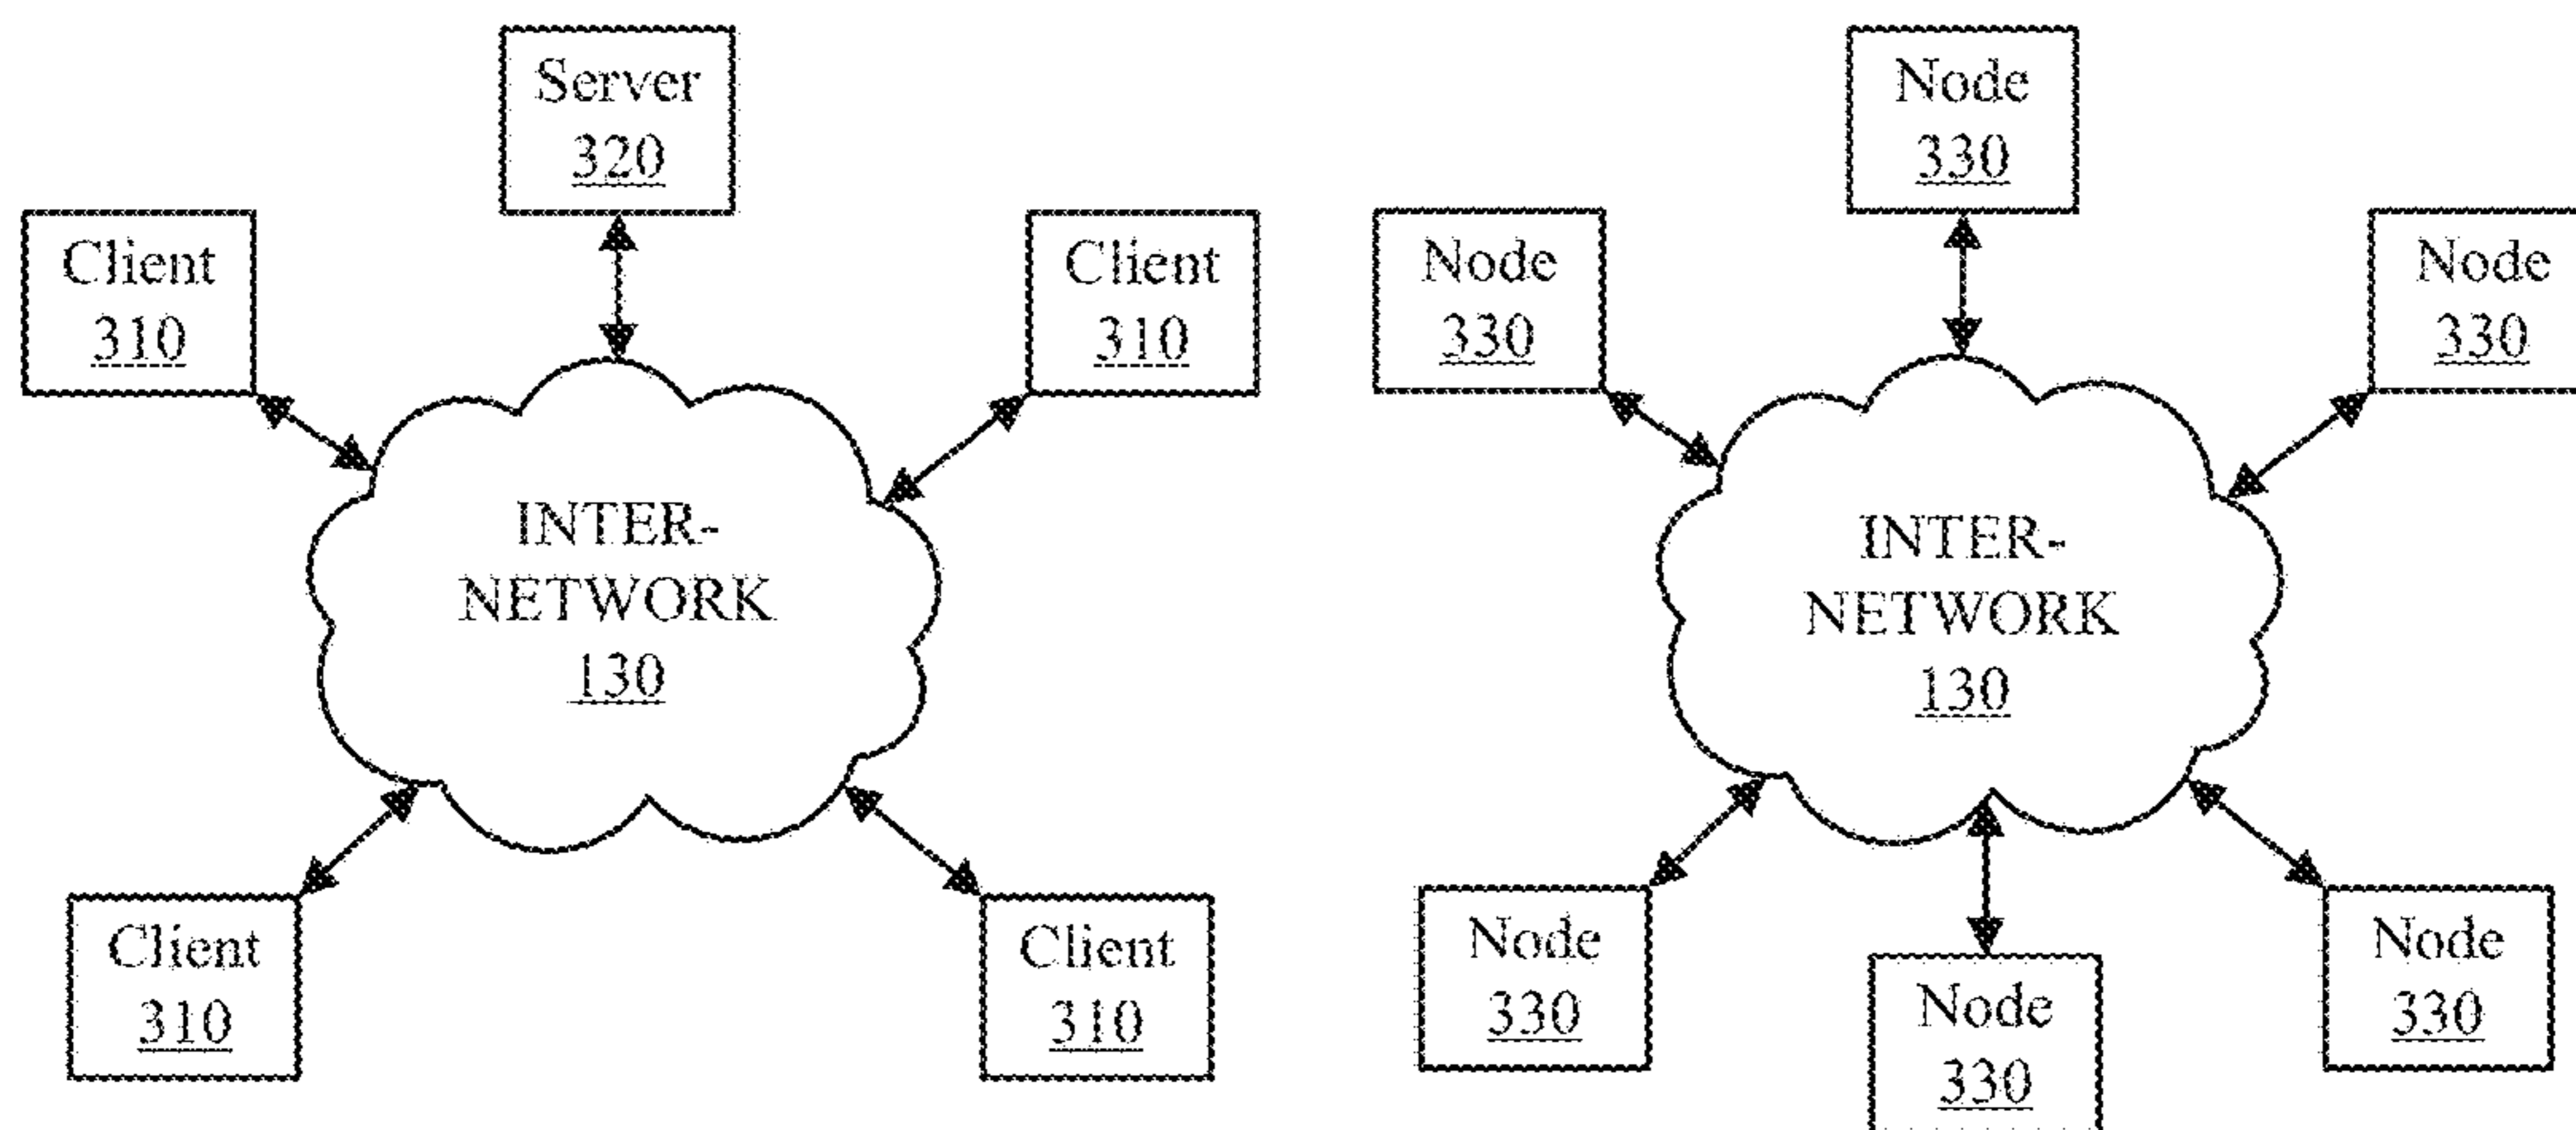 Server
320
Client
310
Client
310
INTER-
NETWORK
130
Client
310
Client
310
Node
330
Node
330
Node
330
INTER-
NETWORK
130
Node
330
Node
330
Node
330